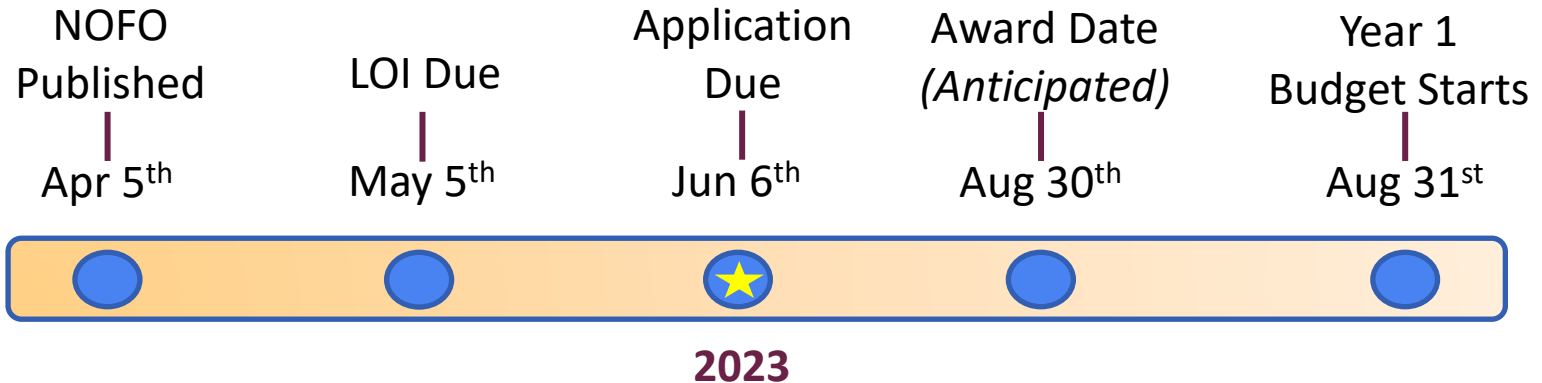 NOFO
Published
Apr 5th
LOI Due
May 5th
Application
Due
Jun 6th
Award Date
(Anticipated)
Aug 30th
Year 1
Budget Starts
Aug 31st
2023